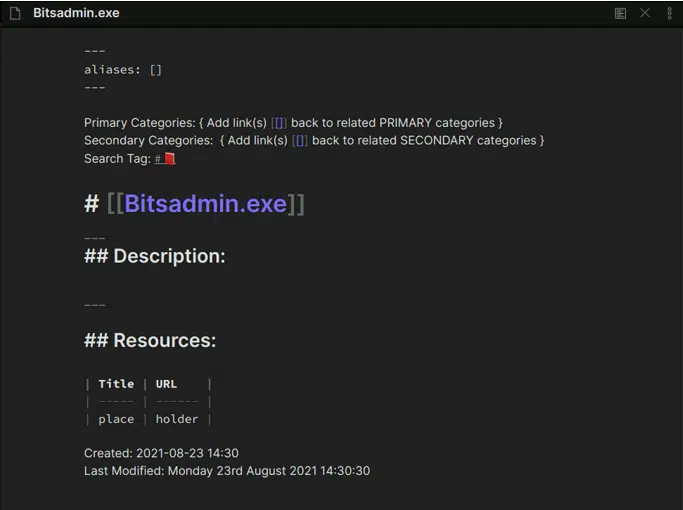 Bitsadmin.exe
---
aliases: []
---
Primary Categories: { Add link(s) [[]] back to related PRIMARY categories }
Secondary Categories:  { Add link(s) [[]] back to related SECONDARY categories }
Search Tag: #📕
# [[Bitsadmin.exe]]
---
## Description:
---
## Resources:
| Title | URL    |
| ----- | ------ |
| place | holder |
Created: 2021-08-23 14:30
Last Modified: Monday 23rd August 2021 14:30:30